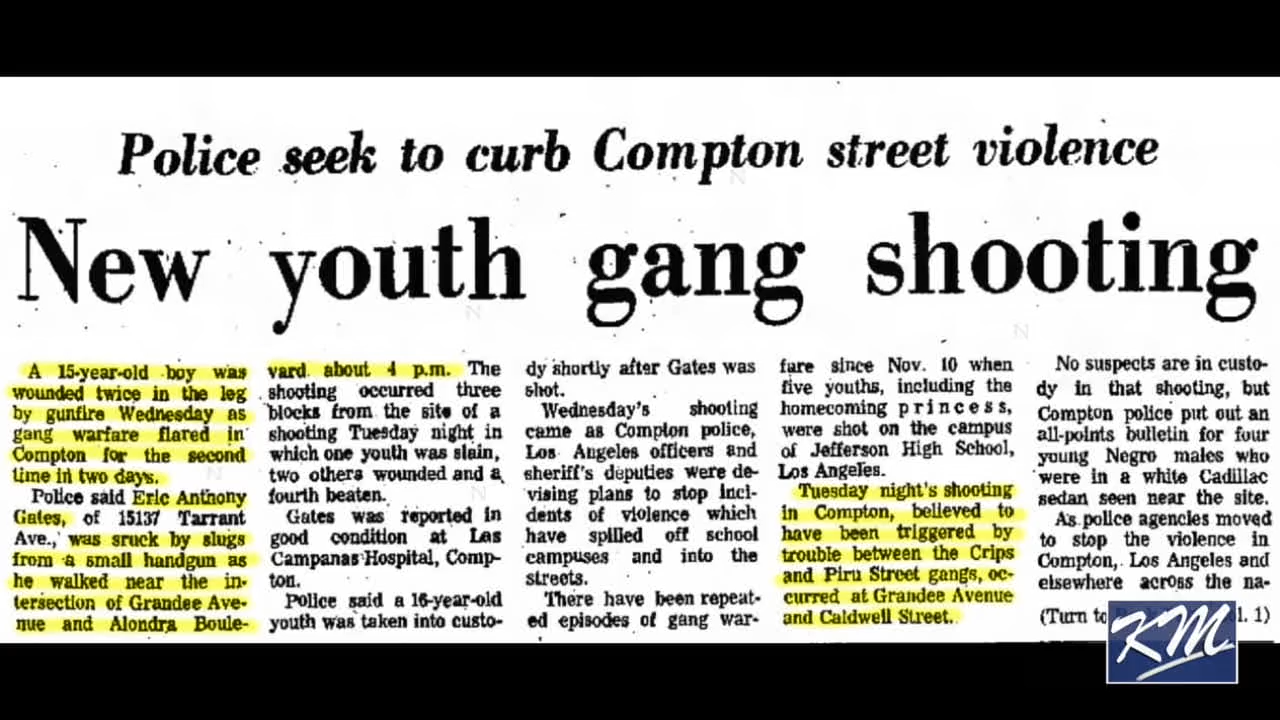 Police seek to curb Compton street violence
New youth gang shooting
A 15-year-old boy was
wounded twice in the leg
by gunfire Wednesday as
gang warfare flared in
Compton for the second
time in two days.
Police said Eric Anthony
Gates, of 15137 Tarrant
Ave., was sruck by slugs
from a small handgun as
he walked near the in-
tersection of Grandee Ave-
nue and Alondra Boule-
vard about 4 p.m. The
shooting occurred three
blocks from the site of a
shooting Tuesday night in
which one youth was slain,
two others wounded and a
fourth beaten.
Gates was reported in
good condition at Las
Campanas Hospital, Comp-
ton.
Police said a 16-year-old
youth was taken into custo-
dy shortly after Gates was
shot.
Wednesday's shooting
came as Compton police,
Los Angeles officers and
sheriff's deputies were de-
vising plans to stop inci-
dents of violence which
have spilled off school
campuses and into the
streets.
There have been repeat-
ed episodes of gang war-
fare since Nov. 10 when
five youths, including the
homecoming princess,
were shot on the campus
of Jefferson High School,
Los Angeles.
Tuesday night's shooting
in Compton, believed to
have been triggered by
trouble between the Crips
and Piru Street gangs, oc-
curred at Grandee Avenue
and Caldwell Street.
No suspects are in custo-
dy in that shooting, but
Compton police put out an
all-points bulletin for four
young Negro males who
were in a white Cadillac
sedan seen near the site.
As police agencies moved
to stop the violence in
Compton, Los Angeles and
elsewhere across the na-
(Turn to 1. 1)
KM